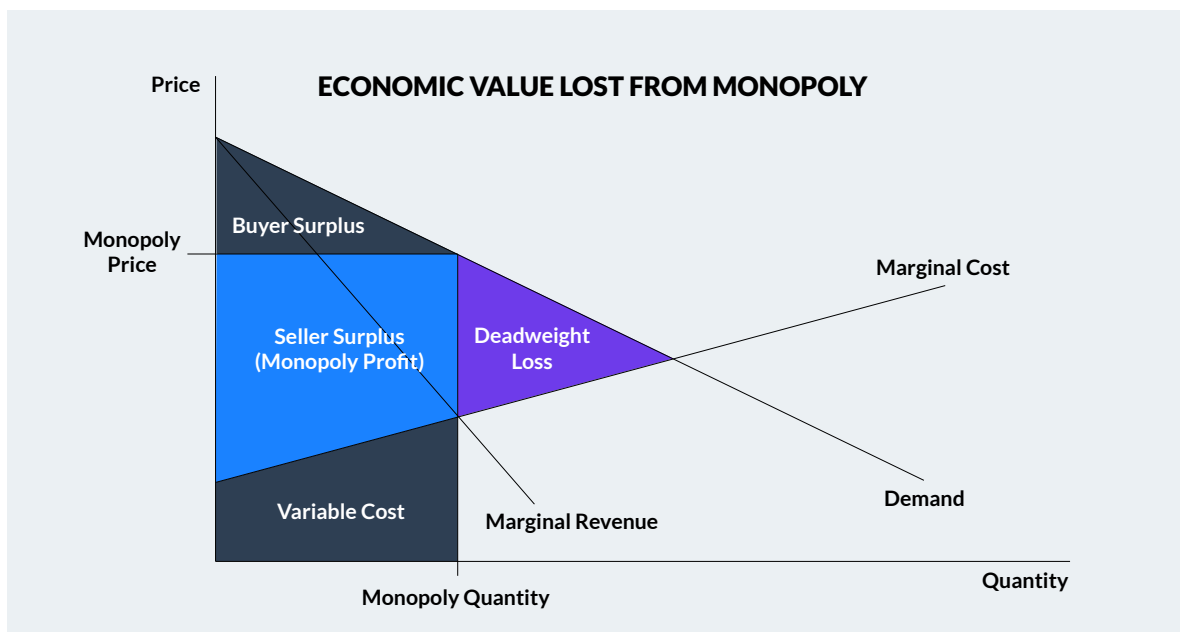 Price
ECONOMIC VALUE LOST FROM MONOPOLY
Buyer Surplus
Monopoly
Price
Marginal Cost
Seller Surplus
(Monopoly Profit)
Deadweight
Loss
Variable Cost
Marginal Revenue
Demand
Quantity
Monopoly Quantity